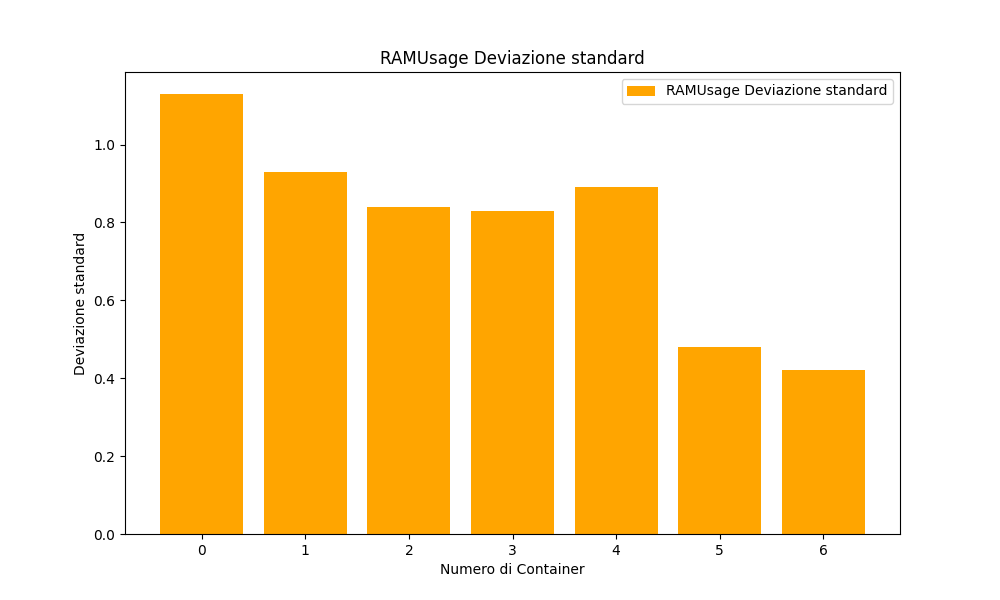 RAMUsage Deviazione standard
RAMUsage Deviazione standard
1.0
0.8
0.6
0.4
0.2
0.0
Deviazione standard
0 1 2 3 4 5 6
Numero di Container